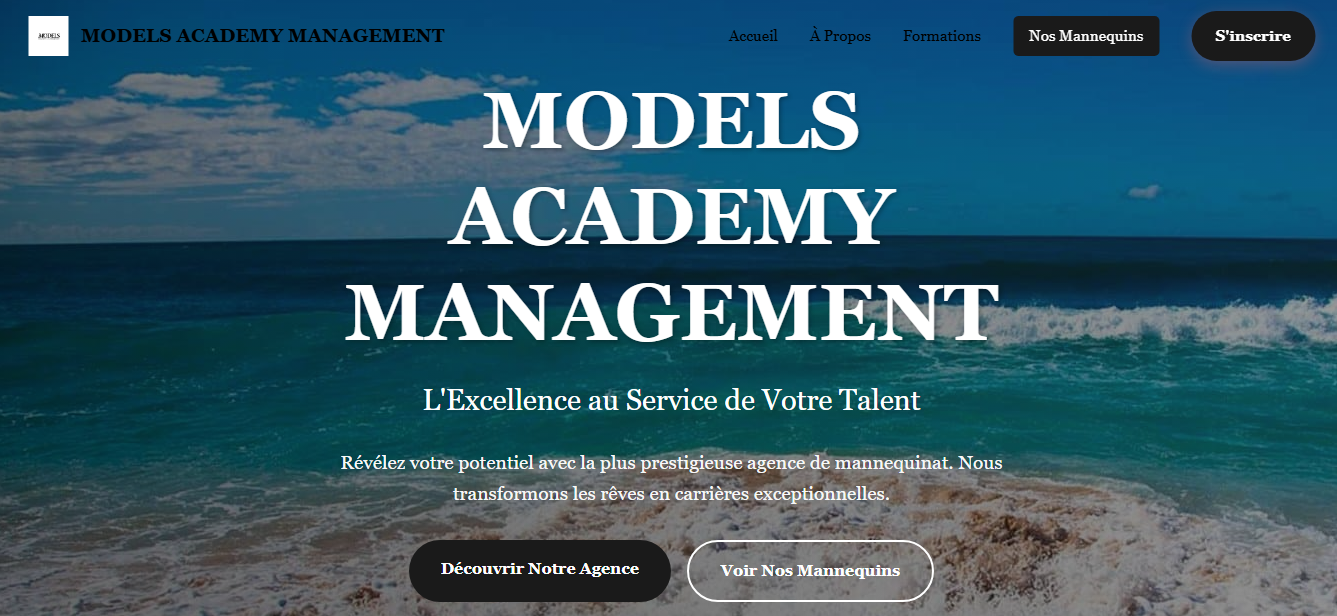 MODELS
MODELS ACADEMY MANAGEMENT
Accueil
À Propos
Formations
Nos Mannequins
S'inscrire
MODELS
ACADEMY
MANAGEMENT
L'Excellence au Service de Votre Talent
Révélez votre potentiel avec la plus prestigieuse agence de mannequinat. Nous
transformons les rêves en carrières exceptionnelles.
Découvrir Notre Agence
Voir Nos Mannequins